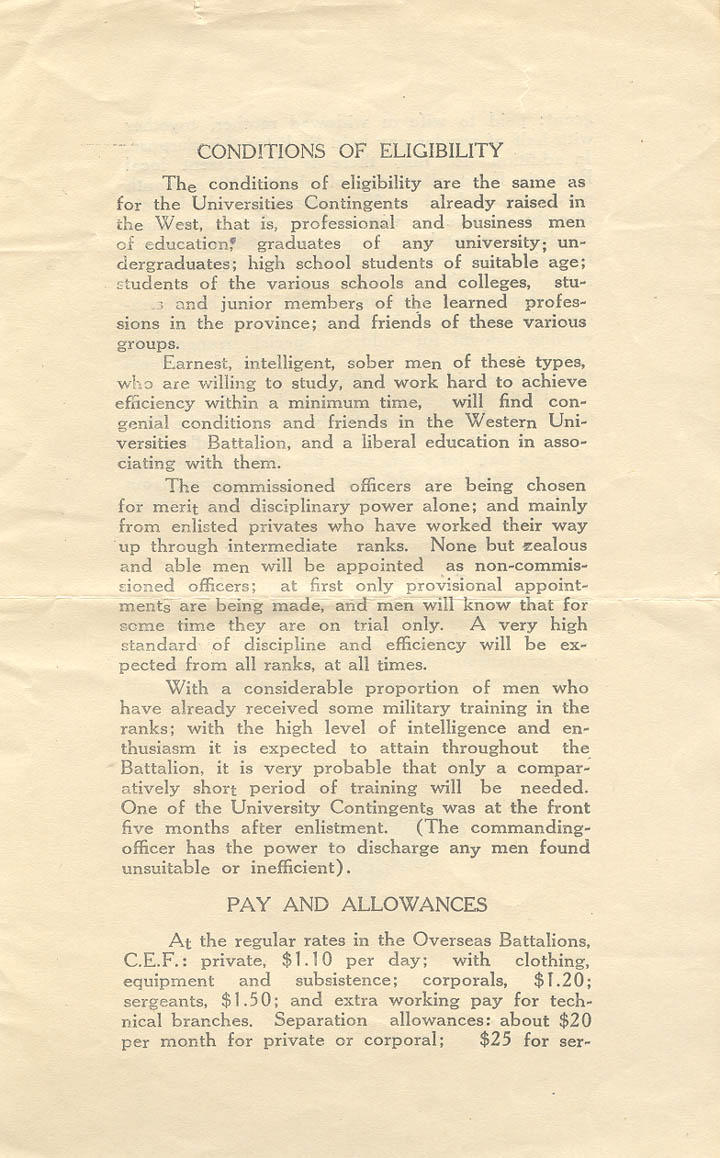 CONDITIONS OF ELIGIBILITY
The conditions of eligibility are the same as
for the Universities Contingents already raised in
the West, that is, professional and business men
of education; graduates of any university; un-
dergraduates; high school students of suitable age;
students of the various schools and colleges, stu-
and junior members of the learned profes-
sions in the province; and friends of these various
groups.
Earnest, intelligent, sober men of these types,
who are willing to study, and work hard to achieve
efficiency within a minimum time, will find con-
genial conditions and friends in the Western Uni-
versities Battalion, and a liberal education in asso-
ciating with them.
The commissioned officers are being chosen
for merit and disciplinary power alone; and mainly
from enlisted privates who have worked their way
up through intermediate ranks. None but zealous
and able men will be appointed as non-commis-
sioned officers; at first only provisional appoint-
ments are being made, and men will know that for
some time they are on trial only. A very high
standard of discipline and efficiency will be ex-
pected from all ranks, at all times.
With a considerable proportion of men who
have already received some military training in the
ranks; with the high level of intelligence and en-
thusiasm it is expected to attain throughout the
Battalion, it is very probable that only a compar-
atively short period of training will be needed.
One of the University Contingents was at the front
five months after enlistment. (The commanding-
officer has the power to discharge any men found
unsuitable or inefficient).
PAY AND ALLOWANCES
At the regular rates in the Overseas Battalions,
C.E.F.: private, $1.10 per day; with clothing,
equipment and subsistence; corporals, $1.20;
sergeants, $1.50; and extra working pay for tech-
nical branches. Separation allowances: about $20
per month for private or corporal; $25 for ser-